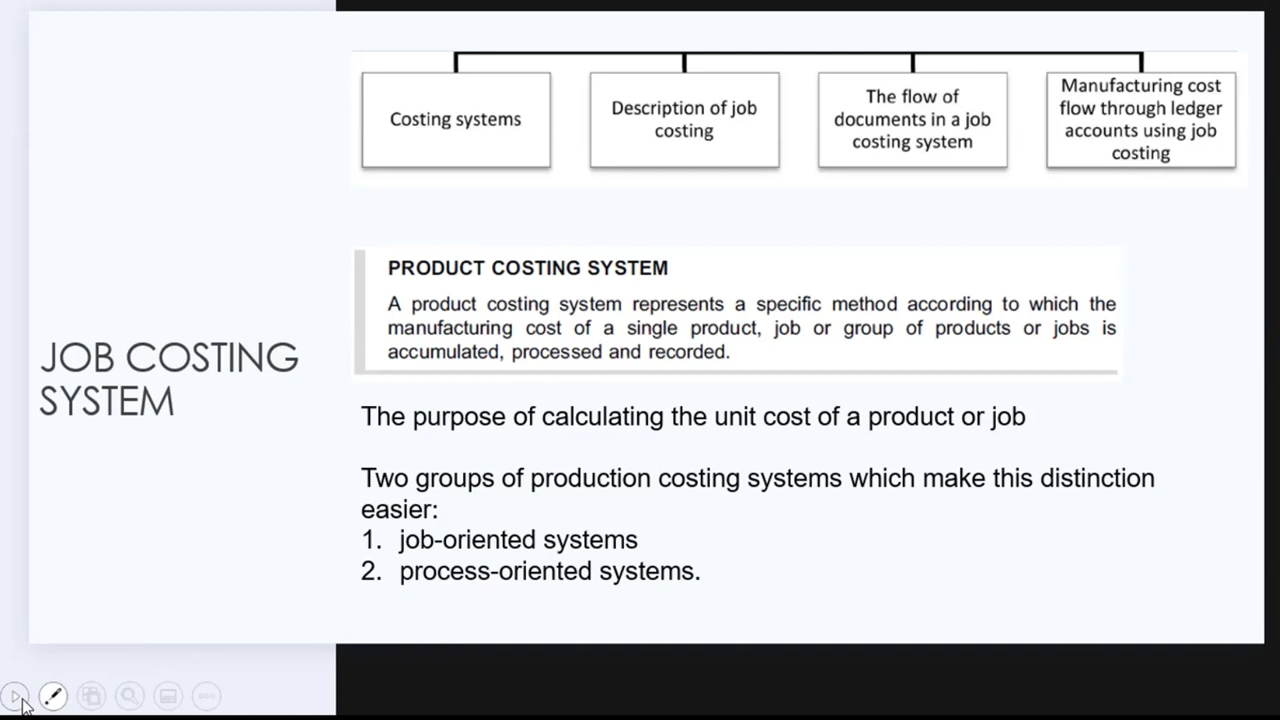 Costing systems
Description of job
costing
The flow of
documents in a job
costing system
Manufacturing cost
flow through ledger
accounts using job
costing
JOB COSTING
SYSTEM
PRODUCT COSTING SYSTEM
A product costing system represents a specific method according to which the
manufacturing cost of a single product, job or group of products or jobs is
accumulated, processed and recorded.
The purpose of calculating the unit cost of a product or job
Two groups of production costing systems which make this distinction
easier:
1. job-oriented systems
2. process-oriented systems.